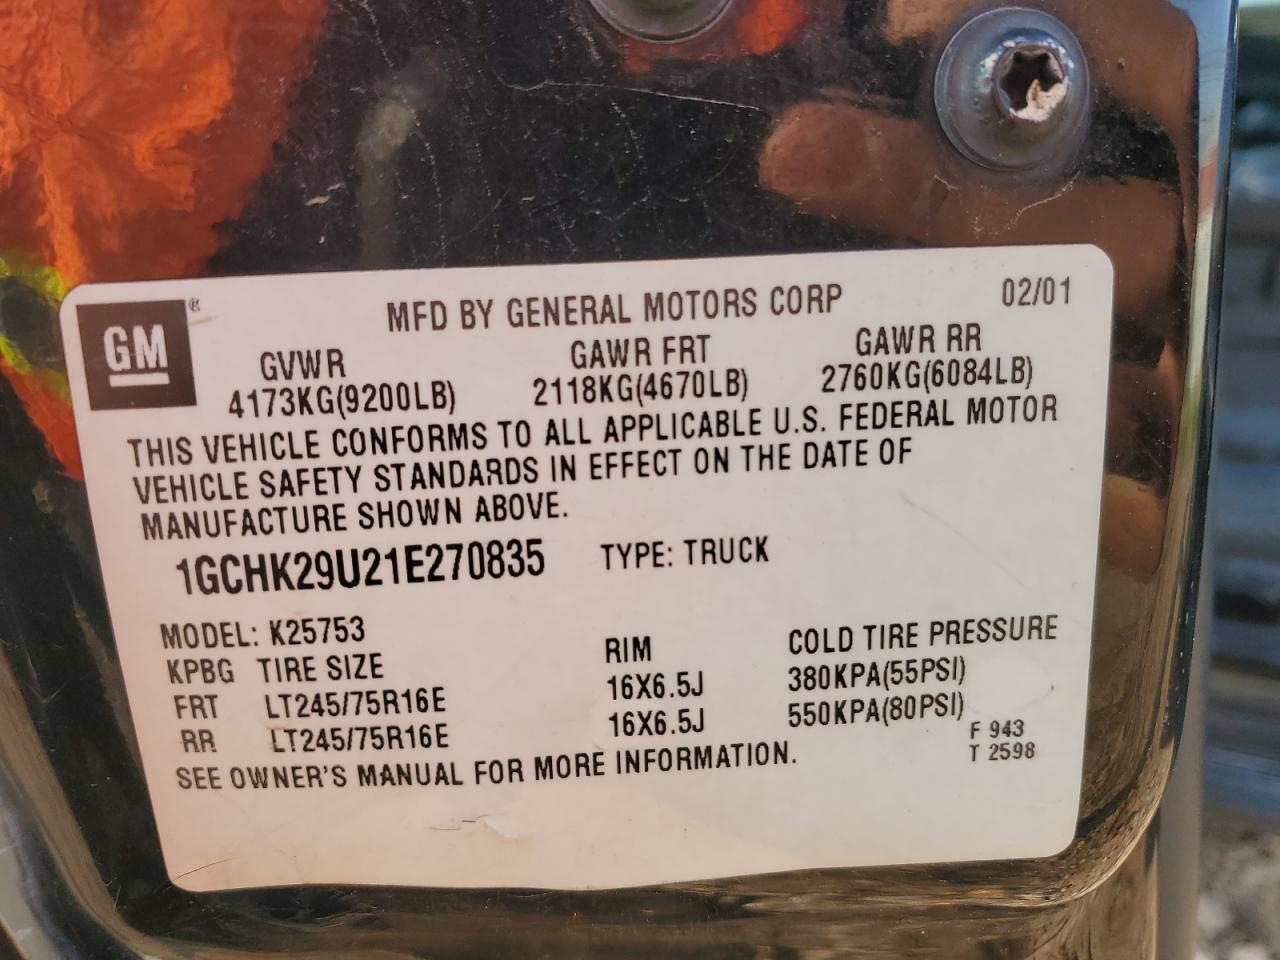 GM ®
MFD BY GENERAL MOTORS CORP 02/01
GVWR GAWR FRT GAWR RR
4173KG(9200LB) 2118KG(4670LB) 2760KG(6084LB)
THIS VEHICLE CONFORMS TO ALL APPLICABLE U.S. FEDERAL MOTOR
VEHICLE SAFETY STANDARDS IN EFFECT ON THE DATE OF
MANUFACTURE SHOWN ABOVE.
1GCHK29U21E270835 TYPE: TRUCK
MODEL: K25753
KPBG TIRE SIZE RIM COLD TIRE PRESSURE
FRT LT245/75R16E 16X6.5J 380KPA(55PSI)
RR LT245/75R16E 16X6.5J 550KPA(80PSI)
SEE OWNER'S MANUAL FOR MORE INFORMATION.
F 943
T 2598